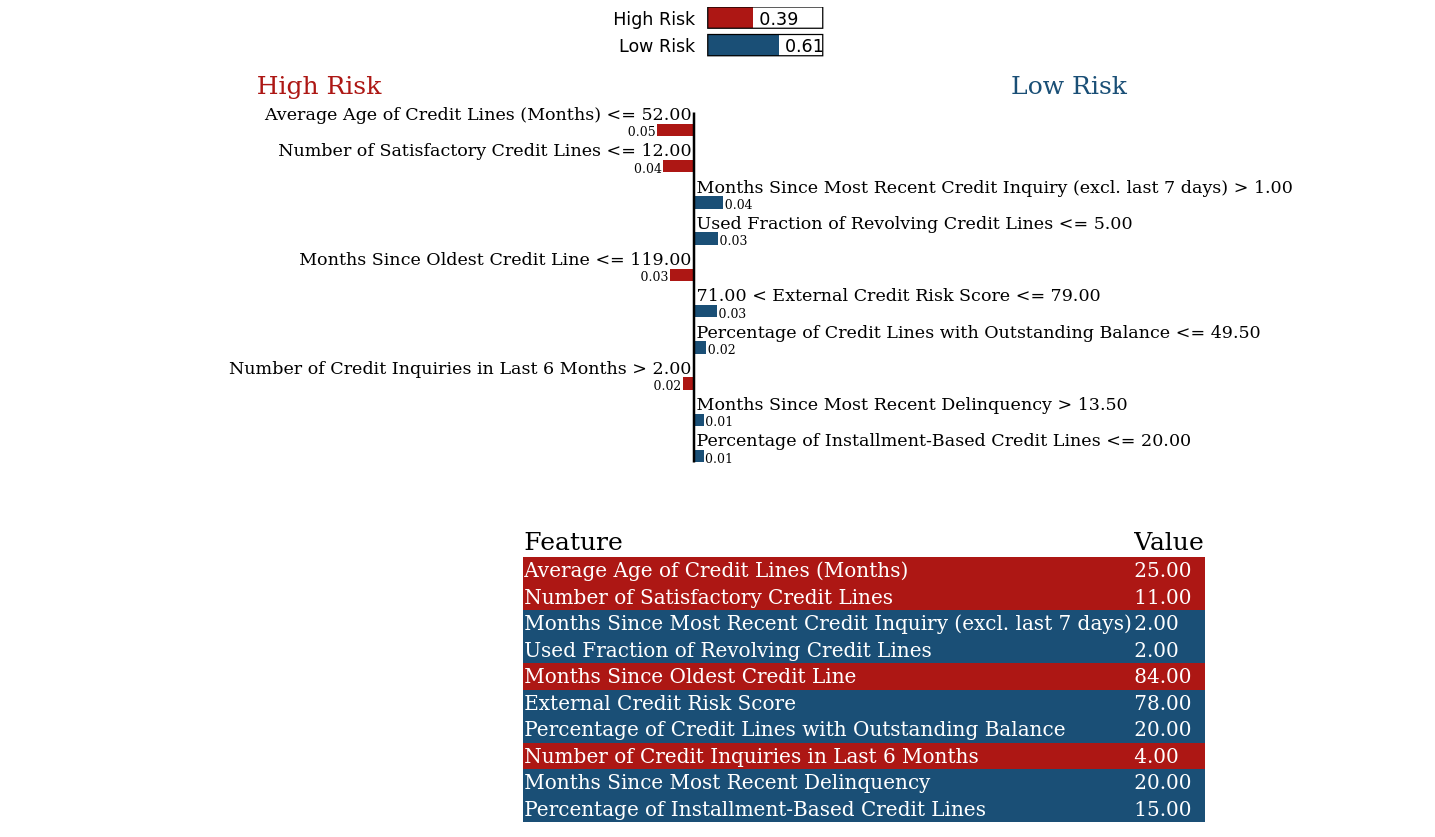 High Risk 0.39
Low Risk 0.61
High Risk Low Risk
Average Age of Credit Lines (Months) <= 52.00
0.05
Number of Satisfactory Credit Lines <= 12.00
0.04
Months Since Most Recent Credit Inquiry (excl. last 7 days) > 1.00
0.04
Used Fraction of Revolving Credit Lines <= 5.00
0.03
Months Since Oldest Credit Line <= 119.00
0.03
71.00 < External Credit Risk Score <= 79.00
0.03
Percentage of Credit Lines with Outstanding Balance <= 49.50
0.02
Number of Credit Inquiries in Last 6 Months > 2.00
0.02
Months Since Most Recent Delinquency > 13.50
0.01
Percentage of Installment-Based Credit Lines <= 20.00
0.01
Feature Value
Average Age of Credit Lines (Months) 25.00
Number of Satisfactory Credit Lines 11.00
Months Since Most Recent Credit Inquiry (excl. last 7 days) 2.00
Used Fraction of Revolving Credit Lines 2.00
Months Since Oldest Credit Line 84.00
External Credit Risk Score 78.00
Percentage of Credit Lines with Outstanding Balance 20.00
Number of Credit Inquiries in Last 6 Months 4.00
Months Since Most Recent Delinquency 20.00
Percentage of Installment-Based Credit Lines 15.00